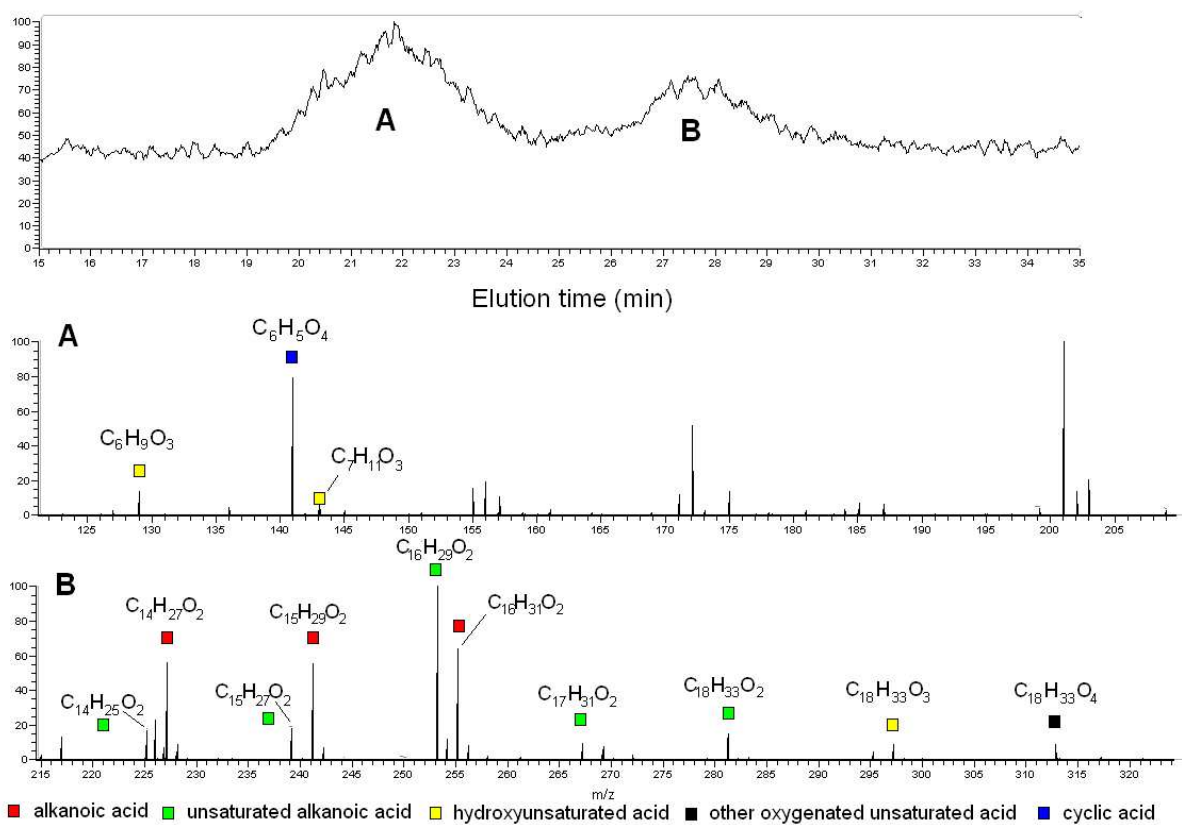 100
90
80
70
60
50
40
30
20
10
0
A
B
15 16 17 18 19 20 21 22 23 24 25 26 27 28 29 30 31 32 33 34 35
Elution time (min)
A
C6H5O4
C6H9O3
C7H11O3
100
80
60
40
20
0
125 130 135 140 145 150 155 160 165 170 175 180 185 190 195 200 205
B
C16H29O2
C14H27O2
C15H29O2
C16H31O2
C14H25O2
C15H27O2
C17H31O2
C18H33O2
C18H33O3
C18H33O4
100
80
60
40
20
0
215 220 225 230 235 240 245 250 255 260 265 270 275 280 285 290 295 300 305 310 315 320
m/z
alkanoic acid unsaturated alkanoic acid hydroxyunsaturated acid other oxygenated unsaturated acid cyclic acid